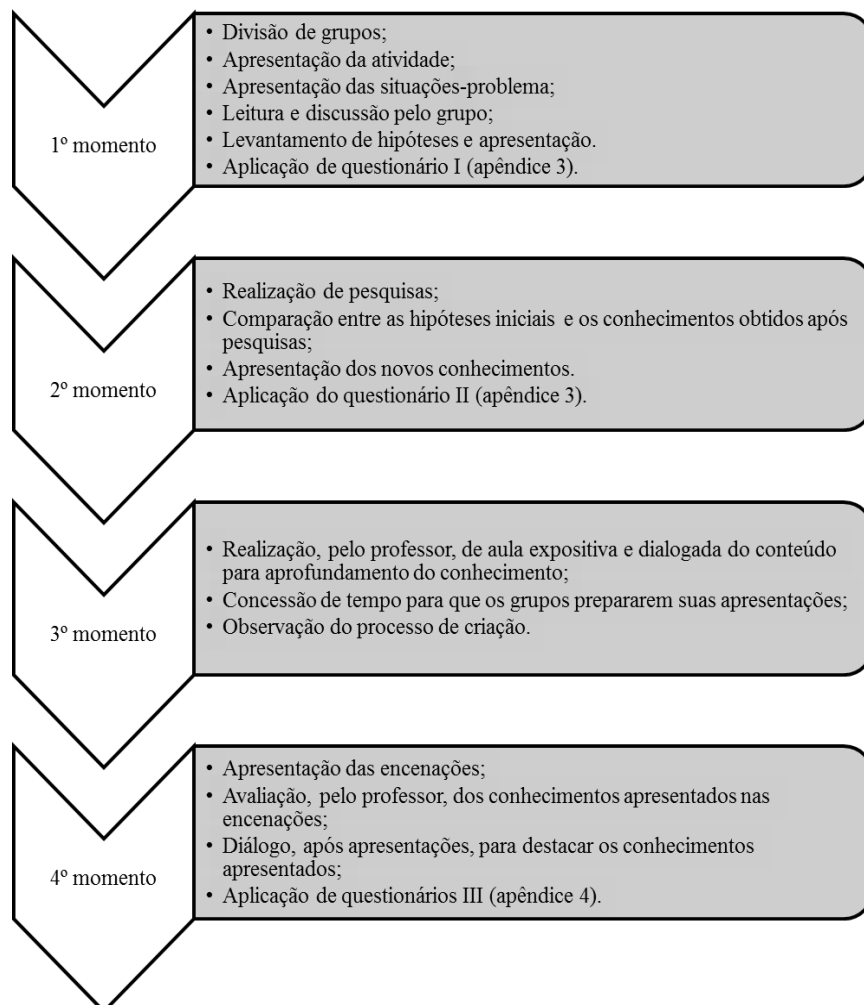 1º momento
• Divisão de grupos;
• Apresentação da atividade;
• Apresentação das situações-problema;
• Leitura e discussão pelo grupo;
• Levantamento de hipóteses e apresentação.
• Aplicação de questionário I (apêndice 3).
2º momento
• Realização de pesquisas;
• Comparação entre as hipóteses iniciais e os conhecimentos obtidos após
pesquisas;
• Apresentação dos novos conhecimentos.
• Aplicação do questionário II (apêndice 3).
3º momento
• Realização, pelo professor, de aula expositiva e dialogada do conteúdo
para aprofundamento do conhecimento;
• Concessão de tempo para que os grupos prepararem suas apresentações;
• Observação do processo de criação.
4º momento
• Apresentação das encenações;
• Avaliação, pelo professor, dos conhecimentos apresentados nas
encenações;
• Diálogo, após apresentações, para destacar os conhecimentos
apresentados;
• Aplicação de questionários III (apêndice 4).